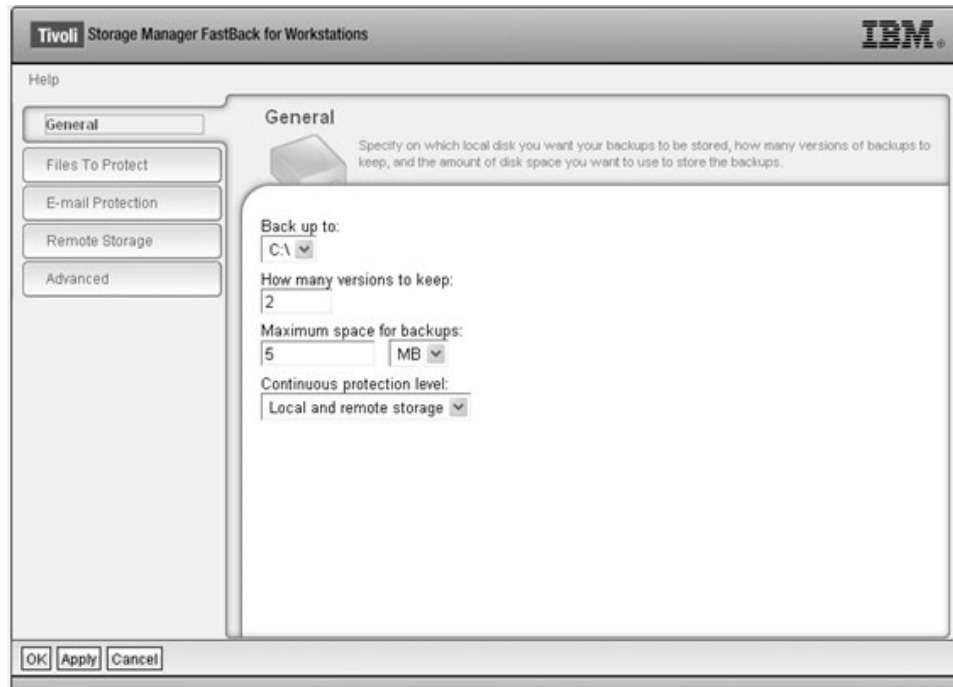 Tivoli Storage Manager FastBack for Workstations
IBM®
Help
General
Files To Protect
E-mail Protection
Remote Storage
Advanced
General
Specify on which local disk you want your backups to be stored, how many versions of backups to
keep, and the amount of disk space you want to use to store the backups.
Back up to:
C:\
How many versions to keep:
2
Maximum space for backups:
5 MB
Continuous protection level:
Local and remote storage
OK Apply Cancel